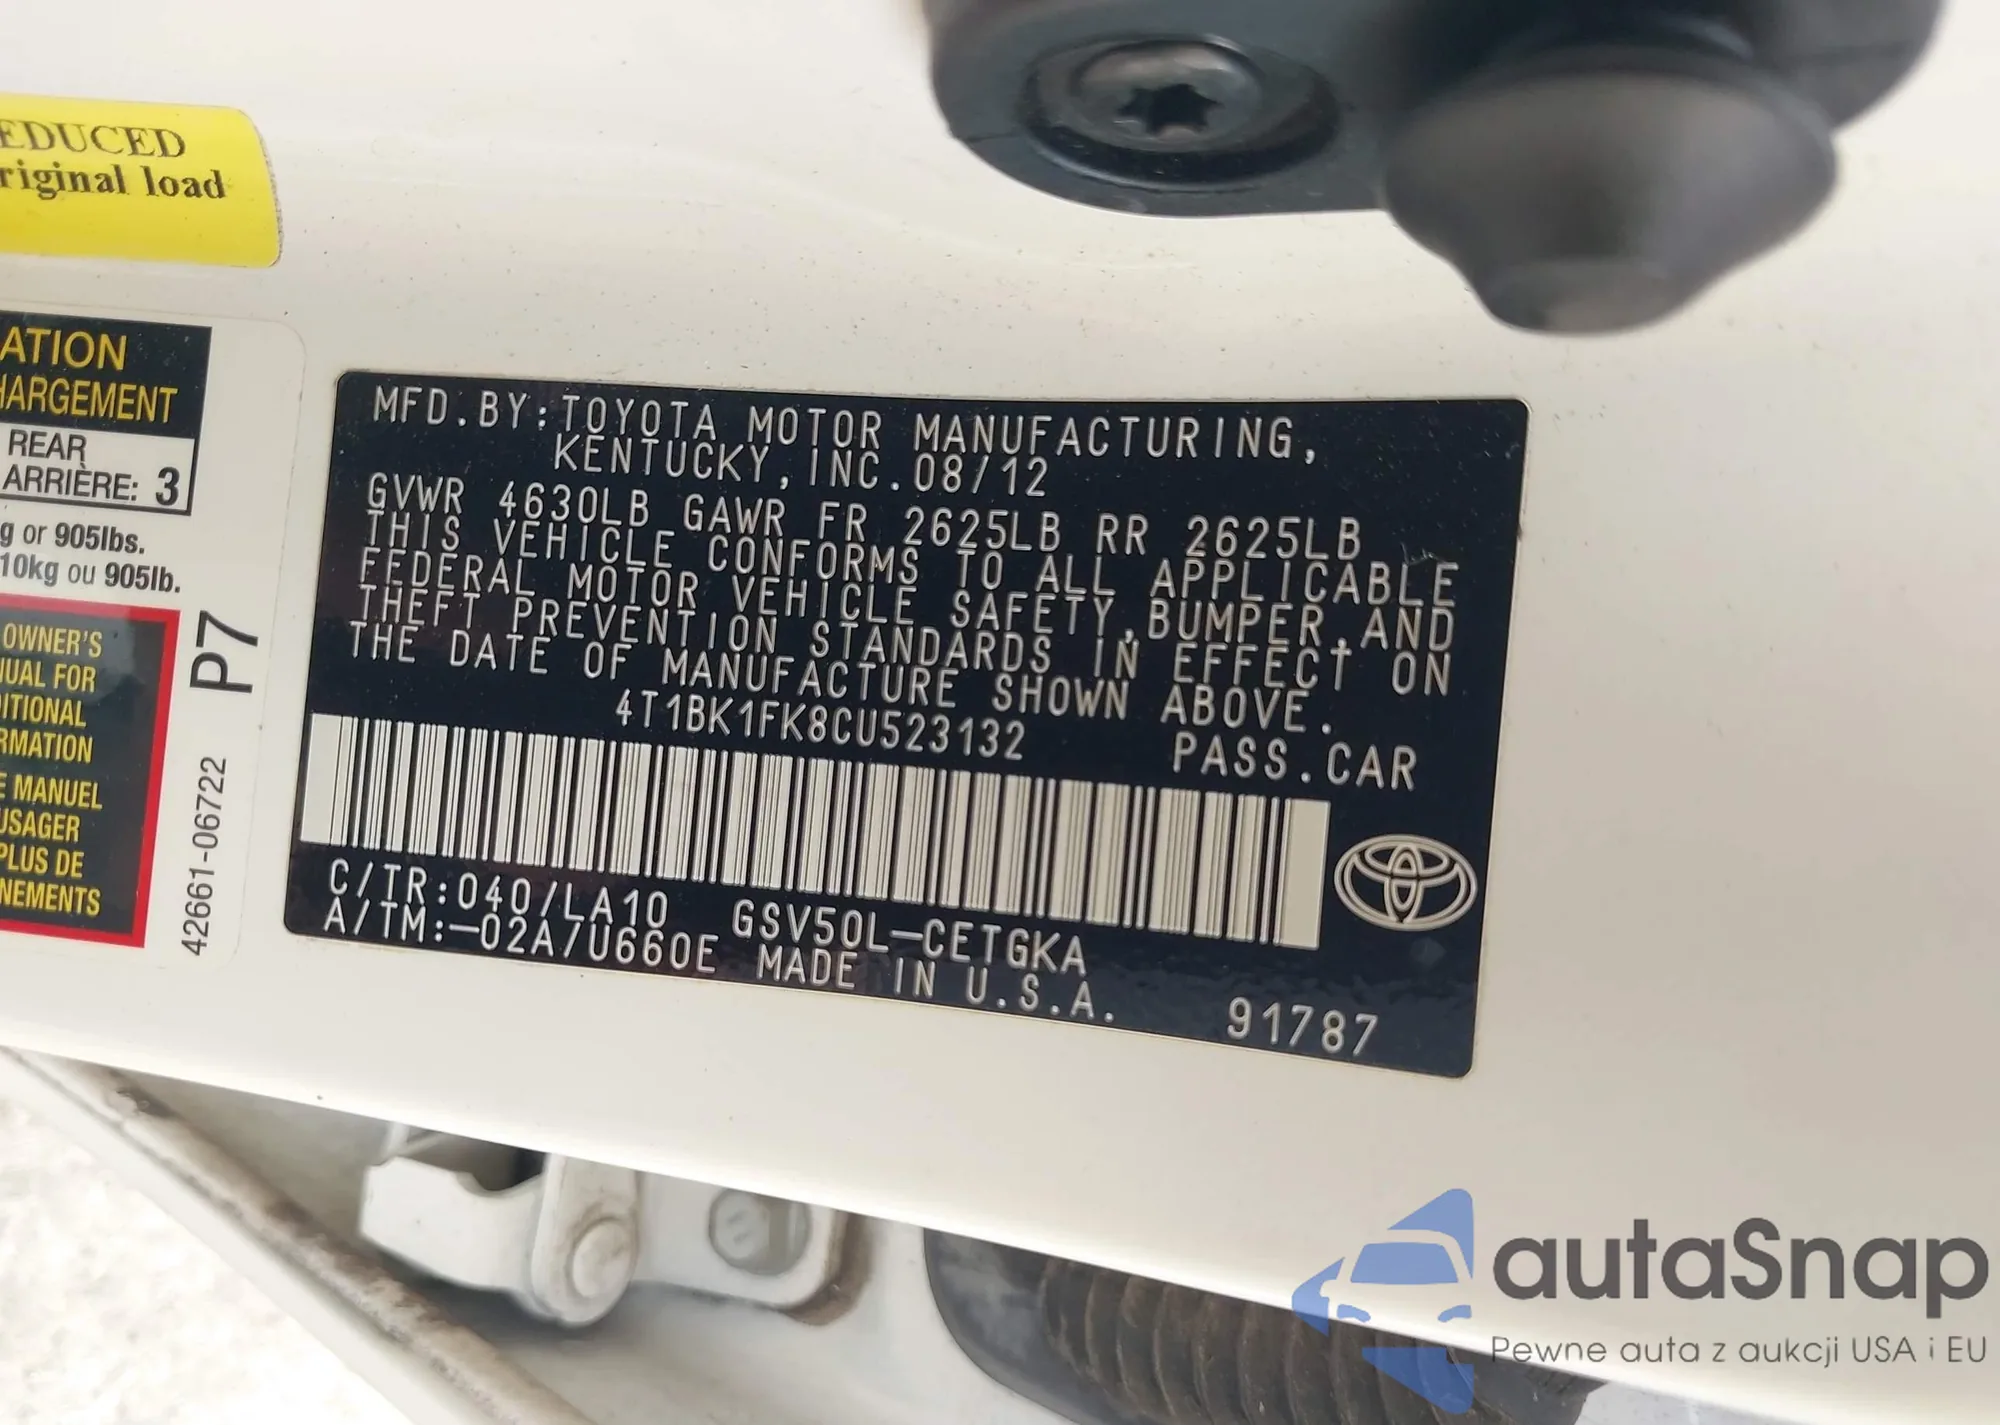 EDUCED
riginal load
ATION
HARGEMENT
REAR
ARRIÈRE: 3
g or 905lbs.
10kg ou 905lb.
OWNER'S
UAL FOR
ITIONAL
RMATION
E MANUEL
USAGER
PLUS DE
NEMENTS
P7
42661-06722
MFD.BY:TOYOTA MOTOR MANUFACTURING,
KENTUCKY,INC.08/12
GVWR 4630LB GAWR FR 2625LB RR 2625LB
THIS VEHICLE CONFORMS TO ALL APPLICABLE
FEDERAL MOTOR VEHICLE SAFETY,BUMPER,AND
THEFT PREVENTION STANDARDS IN EFFECT ON
THE DATE OF MANUFACTURE SHOWN ABOVE.
4T1BK1FK8CU523132 PASS.CAR
C/TR:040/LA10 GSV50L-CETGKA
A/TM:-02A/U660E MADE IN U.S.A.
91787
autaSnap
Pewne auta z aukcji USA i EU